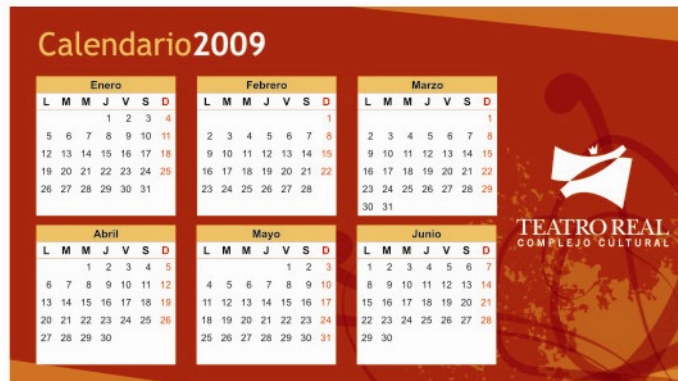 Calendario2009
Enero
L M M J V S D
1 2 3 4
5 6 7 8 9 10 11
12 13 14 15 16 17 18
19 20 21 22 23 24 25
26 27 28 29 30 31
Febrero
L M M J V S D
1
2 3 4 5 6 7 8
9 10 11 12 13 14 15
16 17 18 19 20 21 22
23 24 25 26 27 28
Marzo
L M M J V S D
1
2 3 4 5 6 7 8
9 10 11 12 13 14 15
16 17 18 19 20 21 22
23 24 25 26 27 28 29
30 31
TEATRO REAL
COMPLEJO CULTURAL
Abril
L M M J V S D
1 2 3 4 5
6 7 8 9 10 11 12
13 14 15 16 17 18 19
20 21 22 23 24 25 26
27 28 29 30
Mayo
L M M J V S D
1 2 3
4 5 6 7 8 9 10
11 12 13 14 15 16 17
18 19 20 21 22 23 24
25 26 27 28 29 30 31
Junio
L M M J V S D
1 2 3 4 5 6 7
8 9 10 11 12 13 14
15 16 17 18 19 20 21
22 23 24 25 26 27 28
29 30